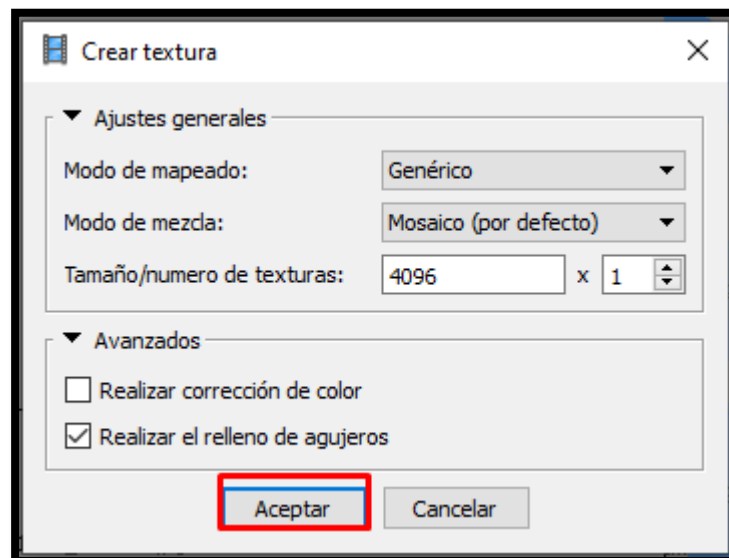 Crear textura
Ajustes generales
Modo de mapeado: Genérico
Modo de mezcla: Mosaico (por defecto)
Tamaño/numero de texturas: 4096 x 1
Avanzados
Realizar corrección de color
Realizar el relleno de agujeros
Aceptar Cancelar